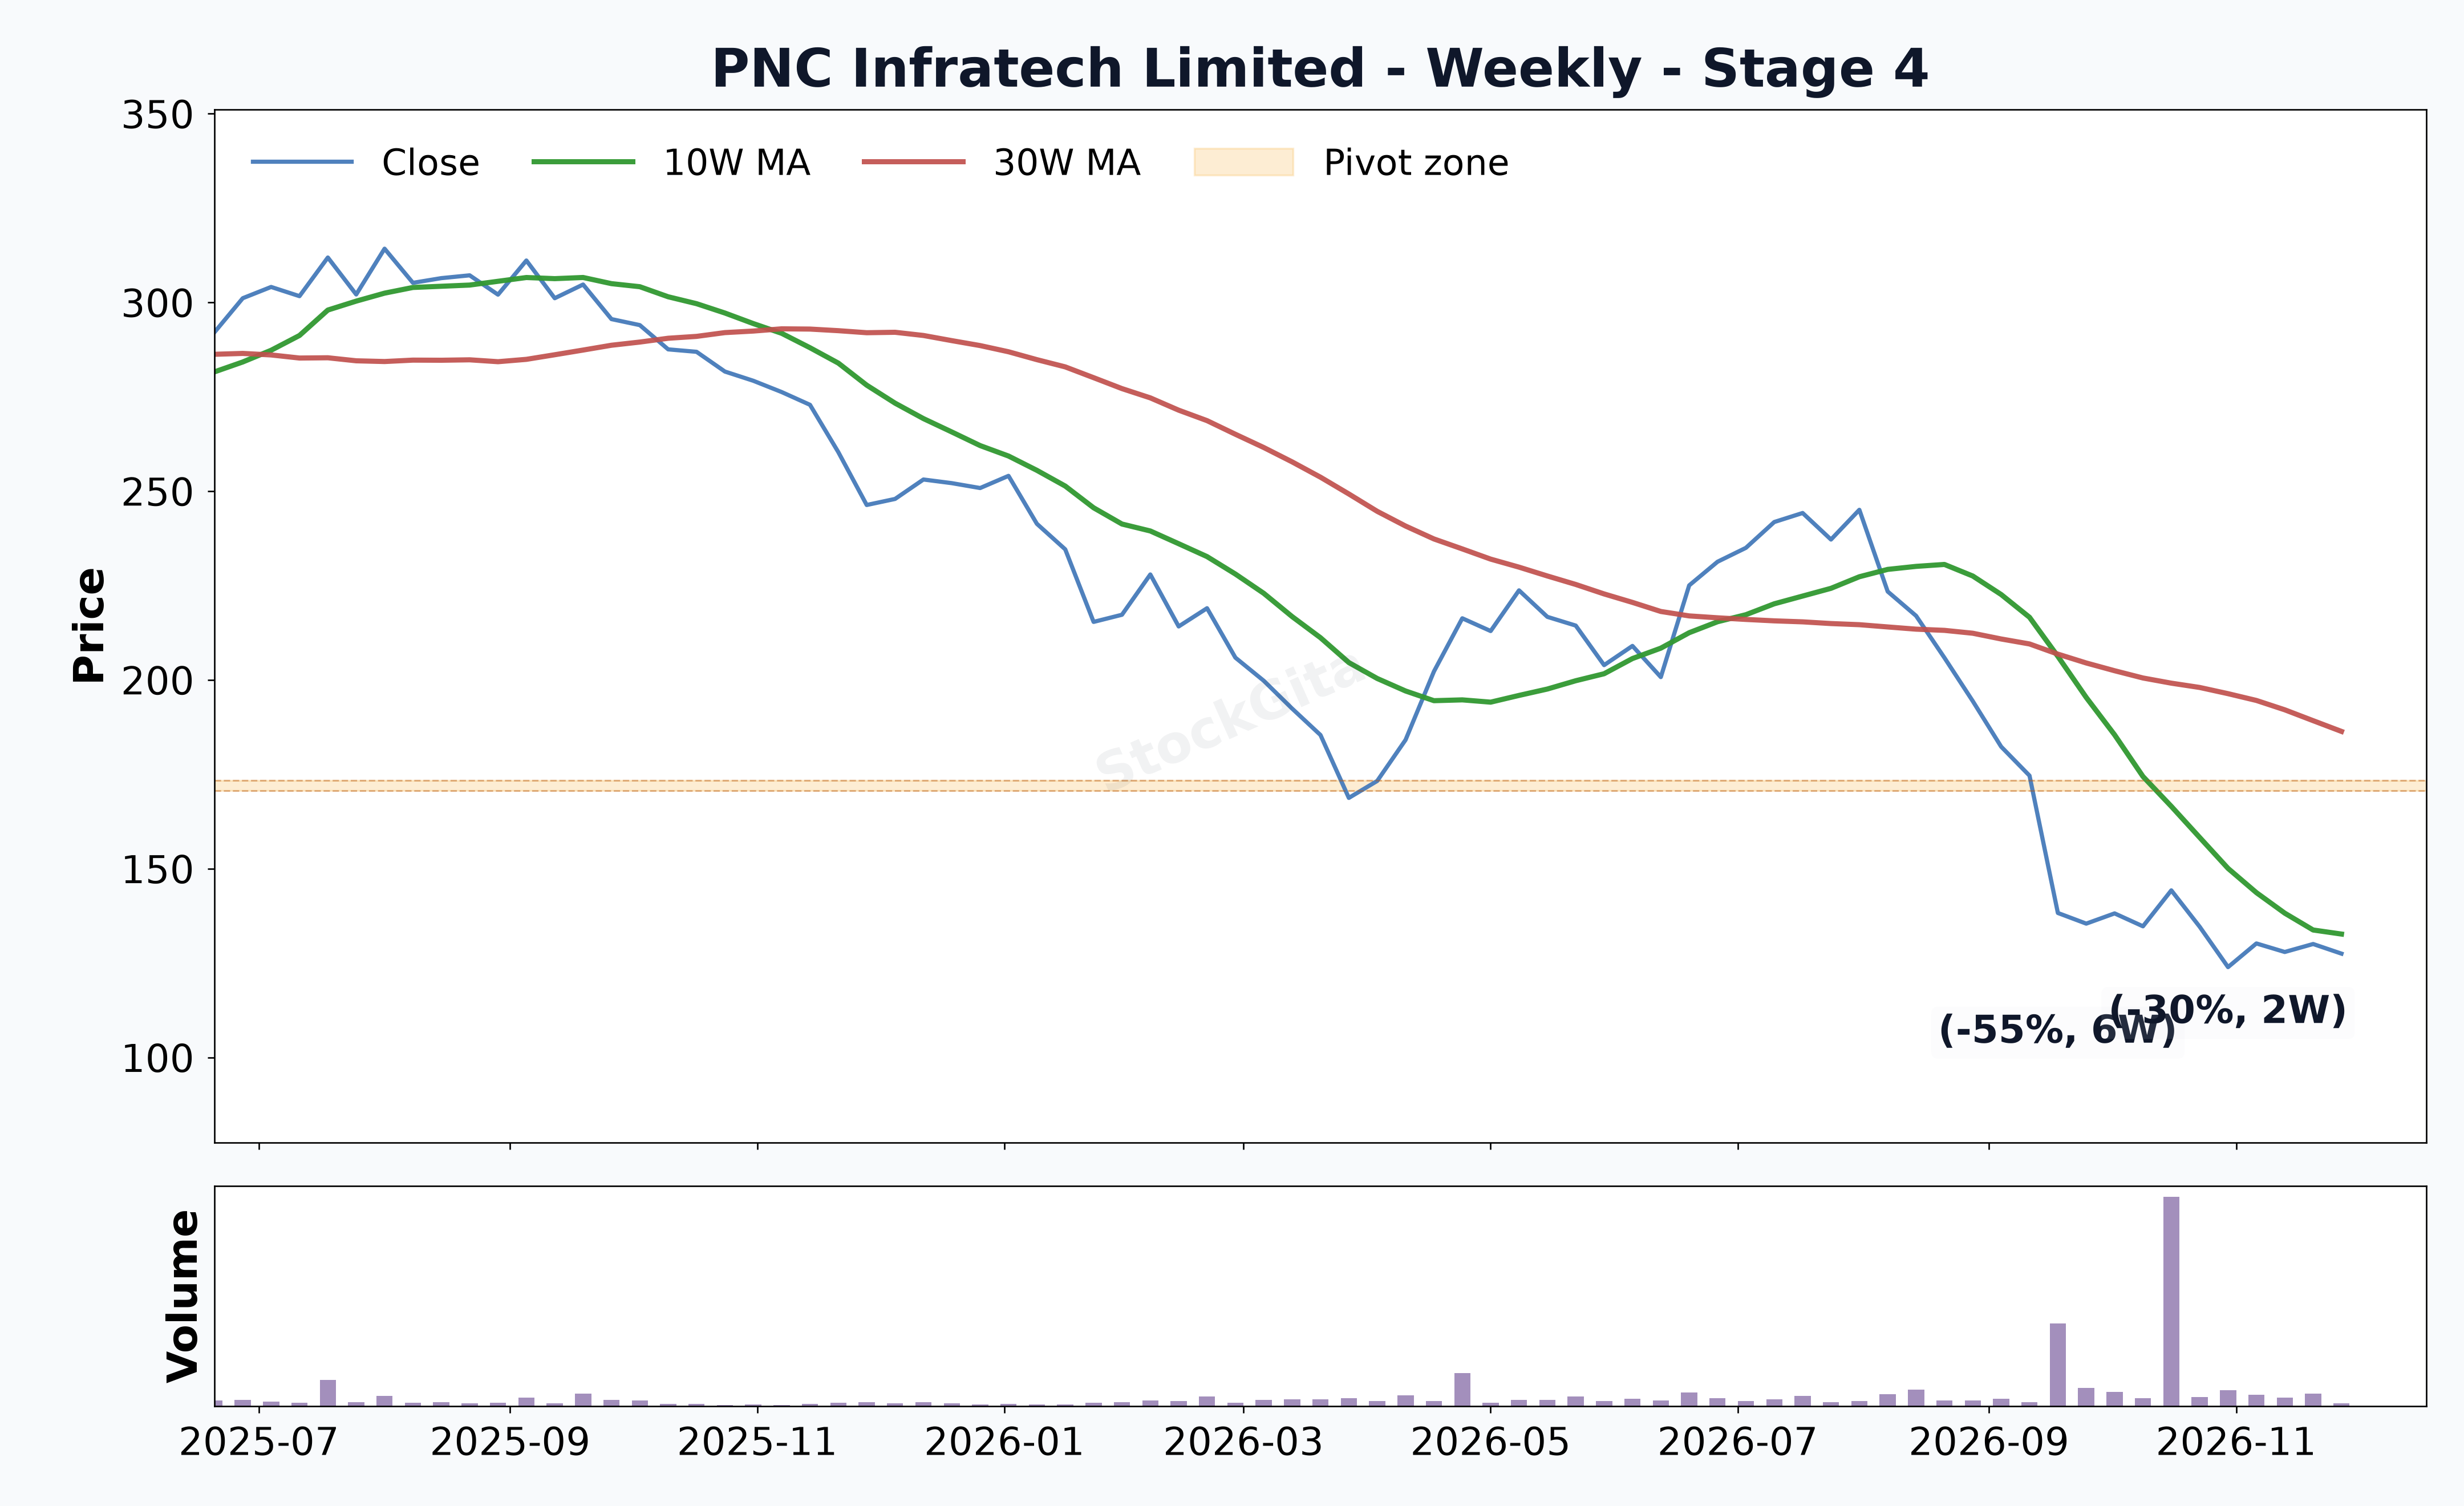 PNC Infratech Limited - Weekly - Stage 4
Close 10W MA 30W MA Pivot zone
Price
350
300
250
200
150
100
StockGita
(-30%, 2W)
(-55%, 6W)
Volume
2025-07 2025-09 2025-11 2026-01 2026-03 2026-05 2026-07 2026-09 2026-11